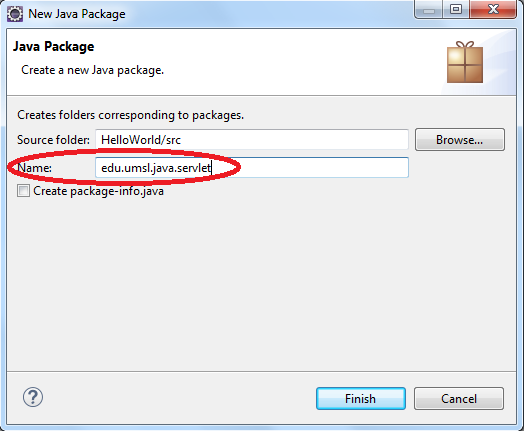 New Java Package
Java Package
Create a new Java package.
Creates folders corresponding to packages.
Source folder: HelloWorld/src Browse...
Name: edu.umsl.java.servlet
Create package-info.java
? Finish Cancel